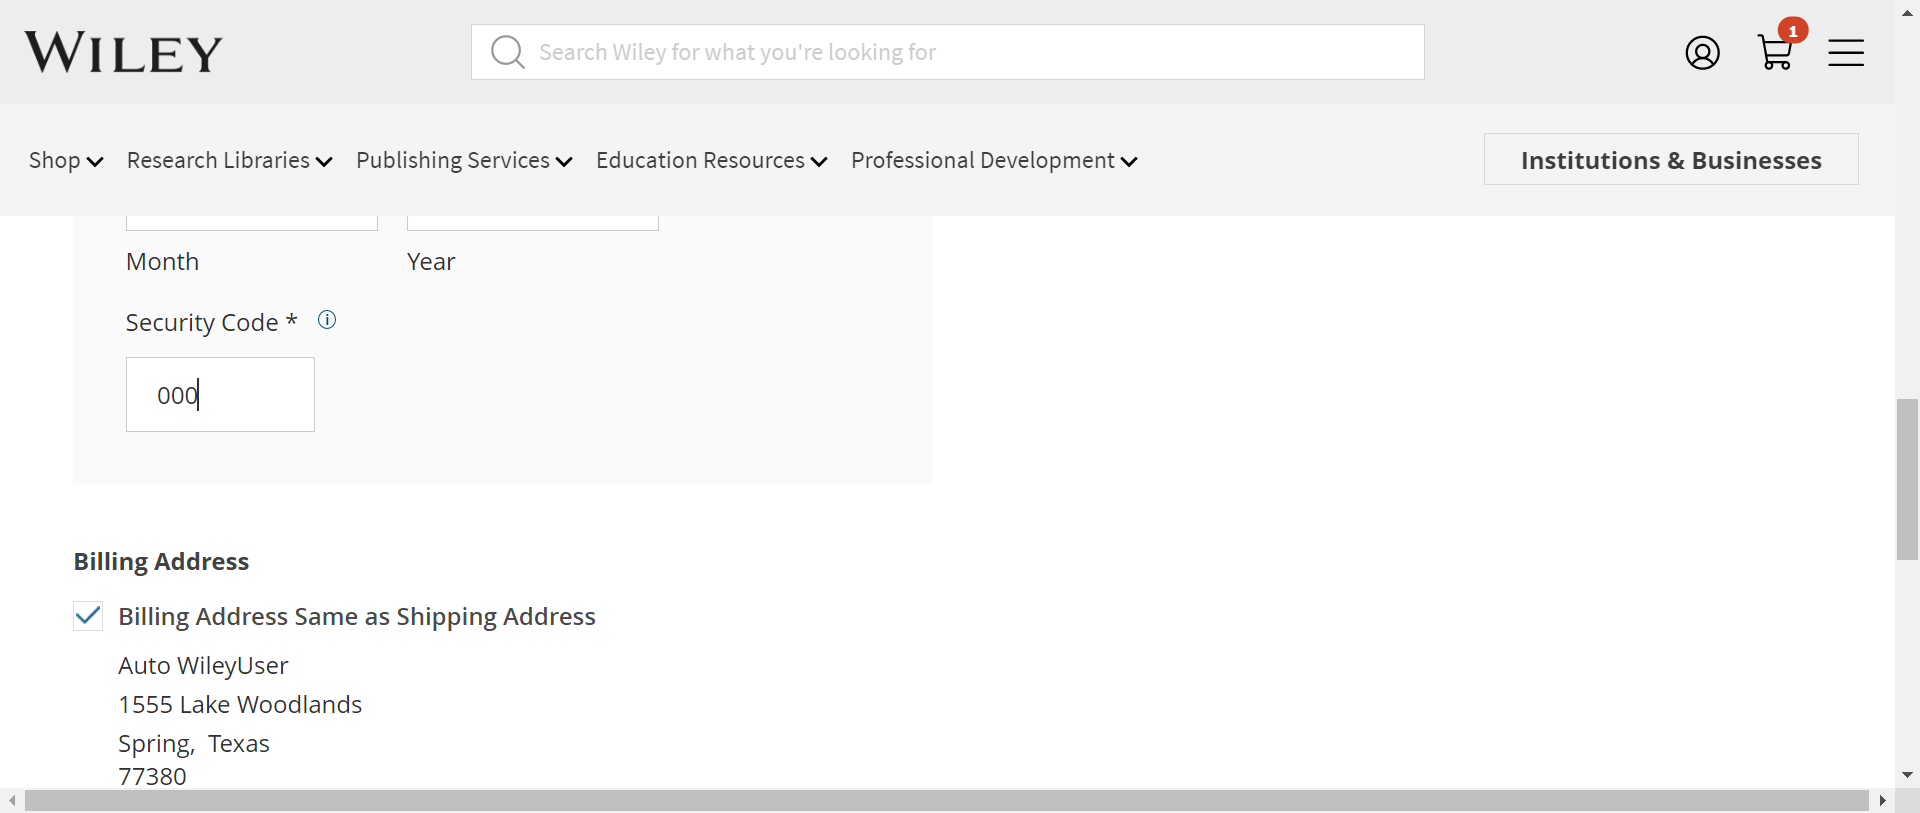 WILEY
Search Wiley for what you're looking for
1
Shop Research Libraries Publishing Services Education Resources Professional Development Institutions & Businesses
Month Year
Security Code *
000
Billing Address
Billing Address Same as Shipping Address
Auto WileyUser
1555 Lake Woodlands
Spring, Texas
77380